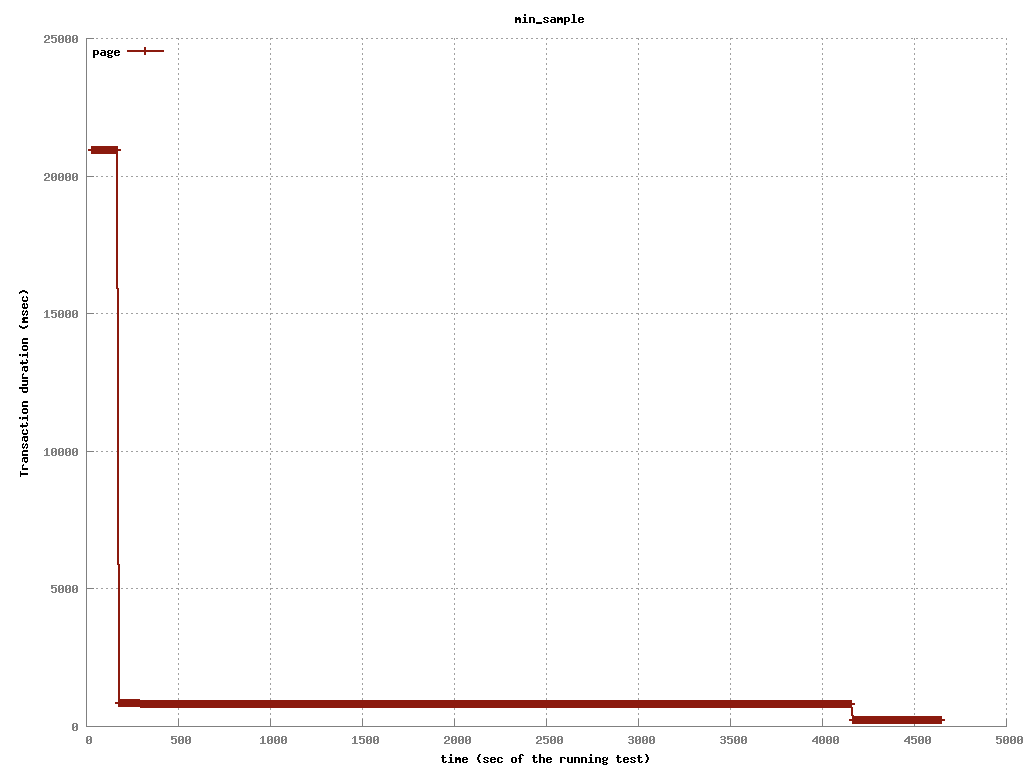 min_sample
25000
page
20000
15000
10000
5000
0
0 500 1000 1500 2000 2500 3000 3500 4000 4500 5000
time (sec of the running test)
Transaction duration (msec)